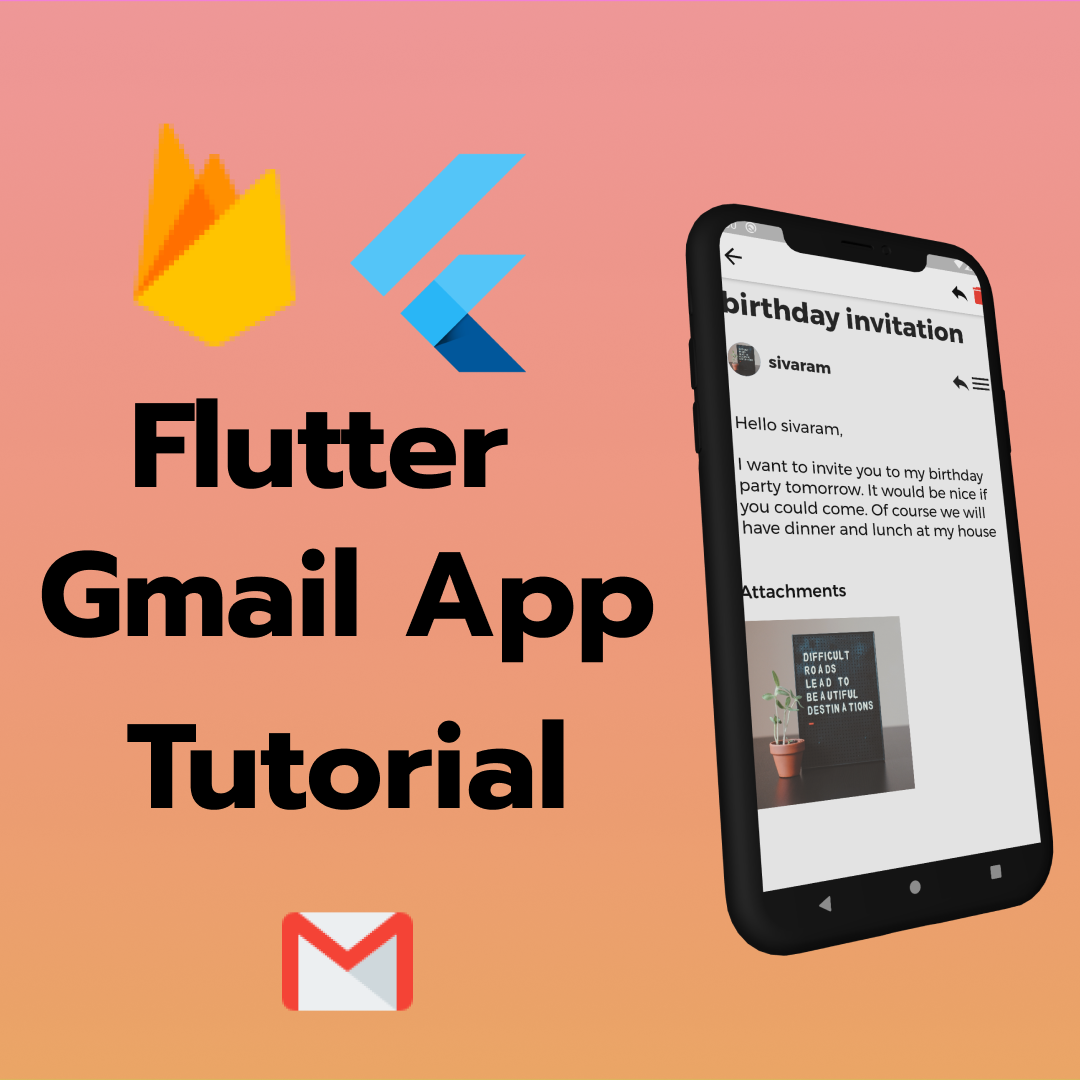 Flutter
Gmail App
Tutorial
birthday invitation
sivaram
Hello sivaram,
I want to invite you to my birthday
party tomorrow. It would be nice if
you could come. Of course we will
have dinner and lunch at my house
Attachments
DIFFICULT
ROADS
LEAD TO
BEAUTIFUL
DESTINATIONS